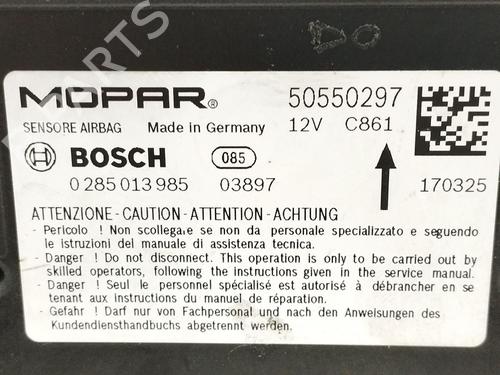 PARTS
MOPAR®
50550297
SENSORE AIRBAG Made in Germany 12V C861
BOSCH 085
0 285 013 985 03897 170325
ATTENZIONE - CAUTION - ATTENTION - ACHTUNG
- Pericolo ! Non scollegare se non da personale specializzato e seguendo
le istruzioni del manuale di assistenza tecnica.
- Danger ! Do not disconnect. This operation is only to be carried out by
skilled operators, following the instructions given in the service manual.
- Danger ! Seul le personnel spécialisé est autorisé à débrancher en se
tenant aux instructions du manuel de réparation.
- Gefahr ! Darf nur von Fachpersonal und nach den Anweisungen des
Kundendiensthandbuchs abgetrennt werden.